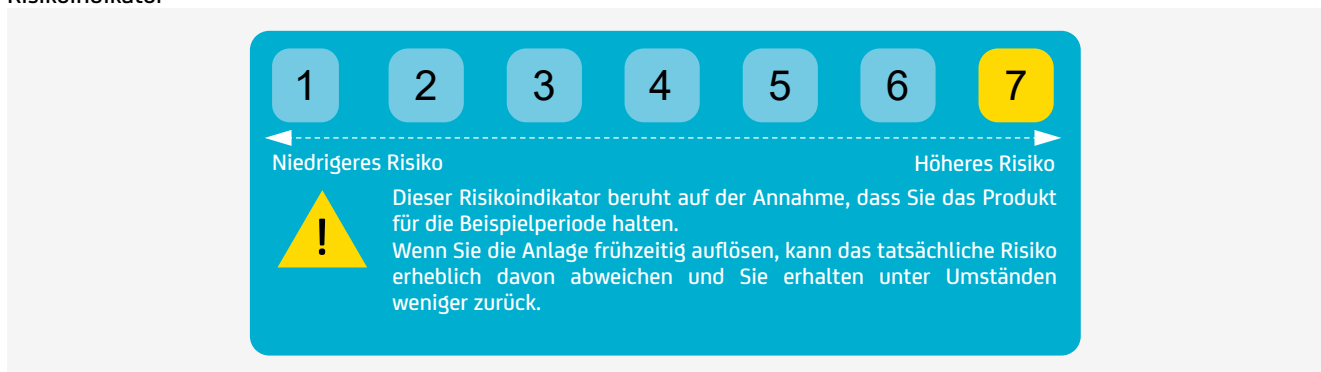 Risikoindikator
1 2 3 4 5 6 7
Niedrigeres Risiko Höheres Risiko
Dieser Risikoindikator beruht auf der Annahme, dass Sie das Produkt
für die Beispielperiode halten.
!
Wenn Sie die Anlage frühzeitig auflösen, kann das tatsächliche Risiko
erheblich davon abweichen und Sie erhalten unter Umständen
weniger zurück.